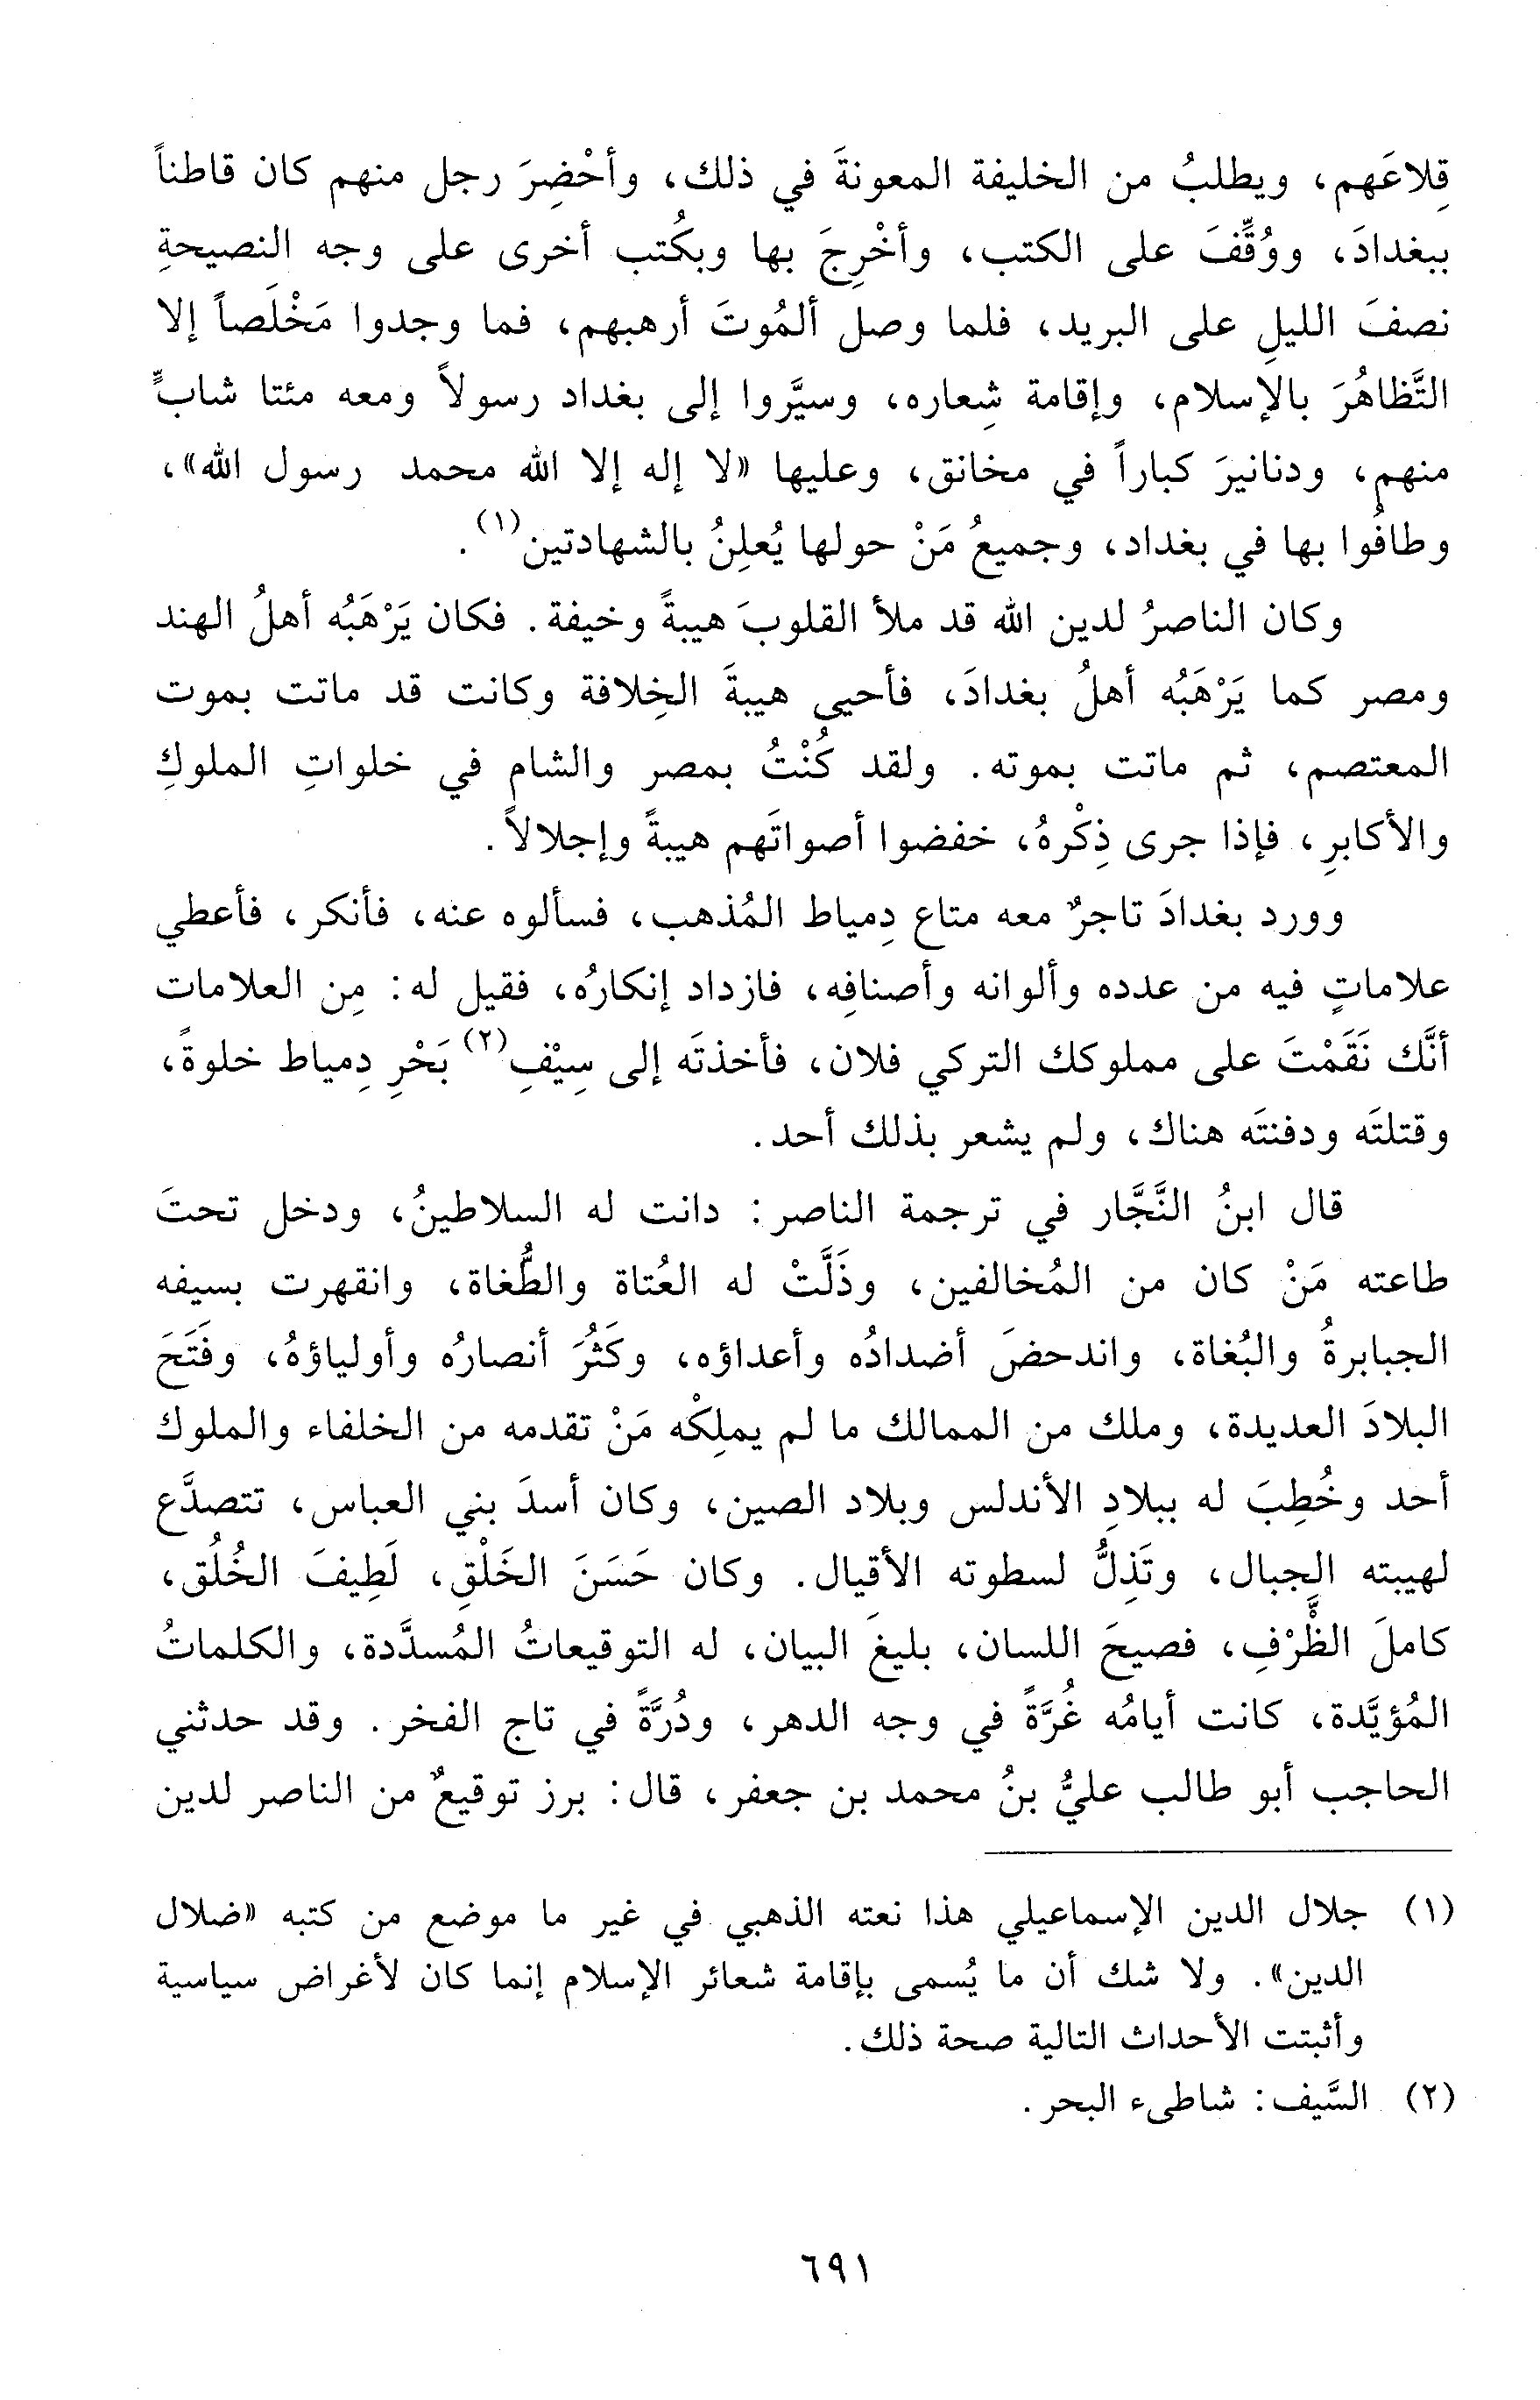 قِلاعَهم، ويطلبُ من الخليفة المعونةَ في ذلك، وأحْضِرَ رجل منهم كان قاطناً
ببغدادَ، ووُقِّفَ على الكتب، وأخْرِجَ بها وبكُتب أخرى على وجه النصيحةِ
نصفَ الليلِ على البريد، فلما وصل ألمُوتَ أرهبهم، فما وجدوا مَخْلَصاً إلا
التَّظاهُرَ بالإسلام، وإقامة شِعاره، وسيَّروا إلى بغداد رسولاً ومعه مئتا شابٍّ
منهم، ودنانيرَ كباراً في مخانق، وعليها «لا إله إلا الله محمد رسول الله»،
وطافُوا بها في بغداد، وجميعُ مَنْ حولها يُعلِنُ بالشهادتين(١).
وكان الناصرُ لدين الله قد ملأ القلوبَ هيبةً وخيفة. فكان يَرْهَبُه أهلُ الهند
ومصر كما يَرْهَبُه أهلُ بغدادَ، فأحيى هيبةَ الخِلافة وكانت قد ماتت بموت
المعتصم، ثم ماتت بموته. ولقد كُنْتُ بمصر والشام في خلواتِ الملوكِ
والأكابرِ، فإذا جرى ذِكْرهُ، خفضوا أصواتَهم هيبةً وإجلالاً.
وورد بغدادَ تاجرٌ معه متاع دِمياط المُذهب، فسألوه عنه، فأنكر، فأعطي
علاماتٍ فيه من عدده وألوانه وأصنافِه، فازداد إنكارُه، فقيل له: مِن العلامات
أنَّك نَقَمْتَ على مملوكك التركي فلان، فأخذتَه إلى سِيْفِ(٢) بَحْرِ دِمياط خلوةً،
وقتلتَه ودفنتَه هناك، ولم يشعر بذلك أحد.
قال ابنُ النَّجَّار في ترجمة الناصر: دانت له السلاطينُ، ودخل تحتَ
طاعته مَنْ كان من المُخالفين، وذَلَّتْ له العُتاة والطُّغاة، وانقهرت بسيفه
الجبابرةُ والبُغاة، واندحضَ أضدادُه وأعداؤه، وكَثُرَ أنصارُه وأولياؤهُ، وفَتَحَ
البلادَ العديدة، وملك من الممالك ما لم يملِكْه مَنْ تقدمه من الخلفاء والملوك
أحد وخُطِبَ له ببلادِ الأندلس وبلاد الصين، وكان أسدَ بني العباس، تتصدَّع
لهيبته الجبال، وتَذِلُّ لسطوته الأقيال. وكان حَسَنَ الخَلْقِ، لَطِيفَ الخُلُق،
كاملَ الظَّرْفِ، فصيحَ اللسان، بليغَ البيان، له التوقيعاتُ المُسدَّدة، والكلماتُ
المُؤيَّدة، كانت أيامُه غُرَّةً في وجه الدهر، ودُرَّةً في تاج الفخر. وقد حدثني
الحاجب أبو طالب عليُّ بنُ محمد بن جعفر، قال: برز توقيعٌ من الناصر لدين
(١) جلال الدين الإسماعيلي هذا نعته الذهبي في غير ما موضع من كتبه «ضلال
الدين». ولا شك أن ما يُسمى بإقامة شعائر الإسلام إنما كان لأغراض سياسية
وأثبتت الأحداث التالية صحة ذلك.
(٢) السَّيف: شاطىء البحر.
٦٩١